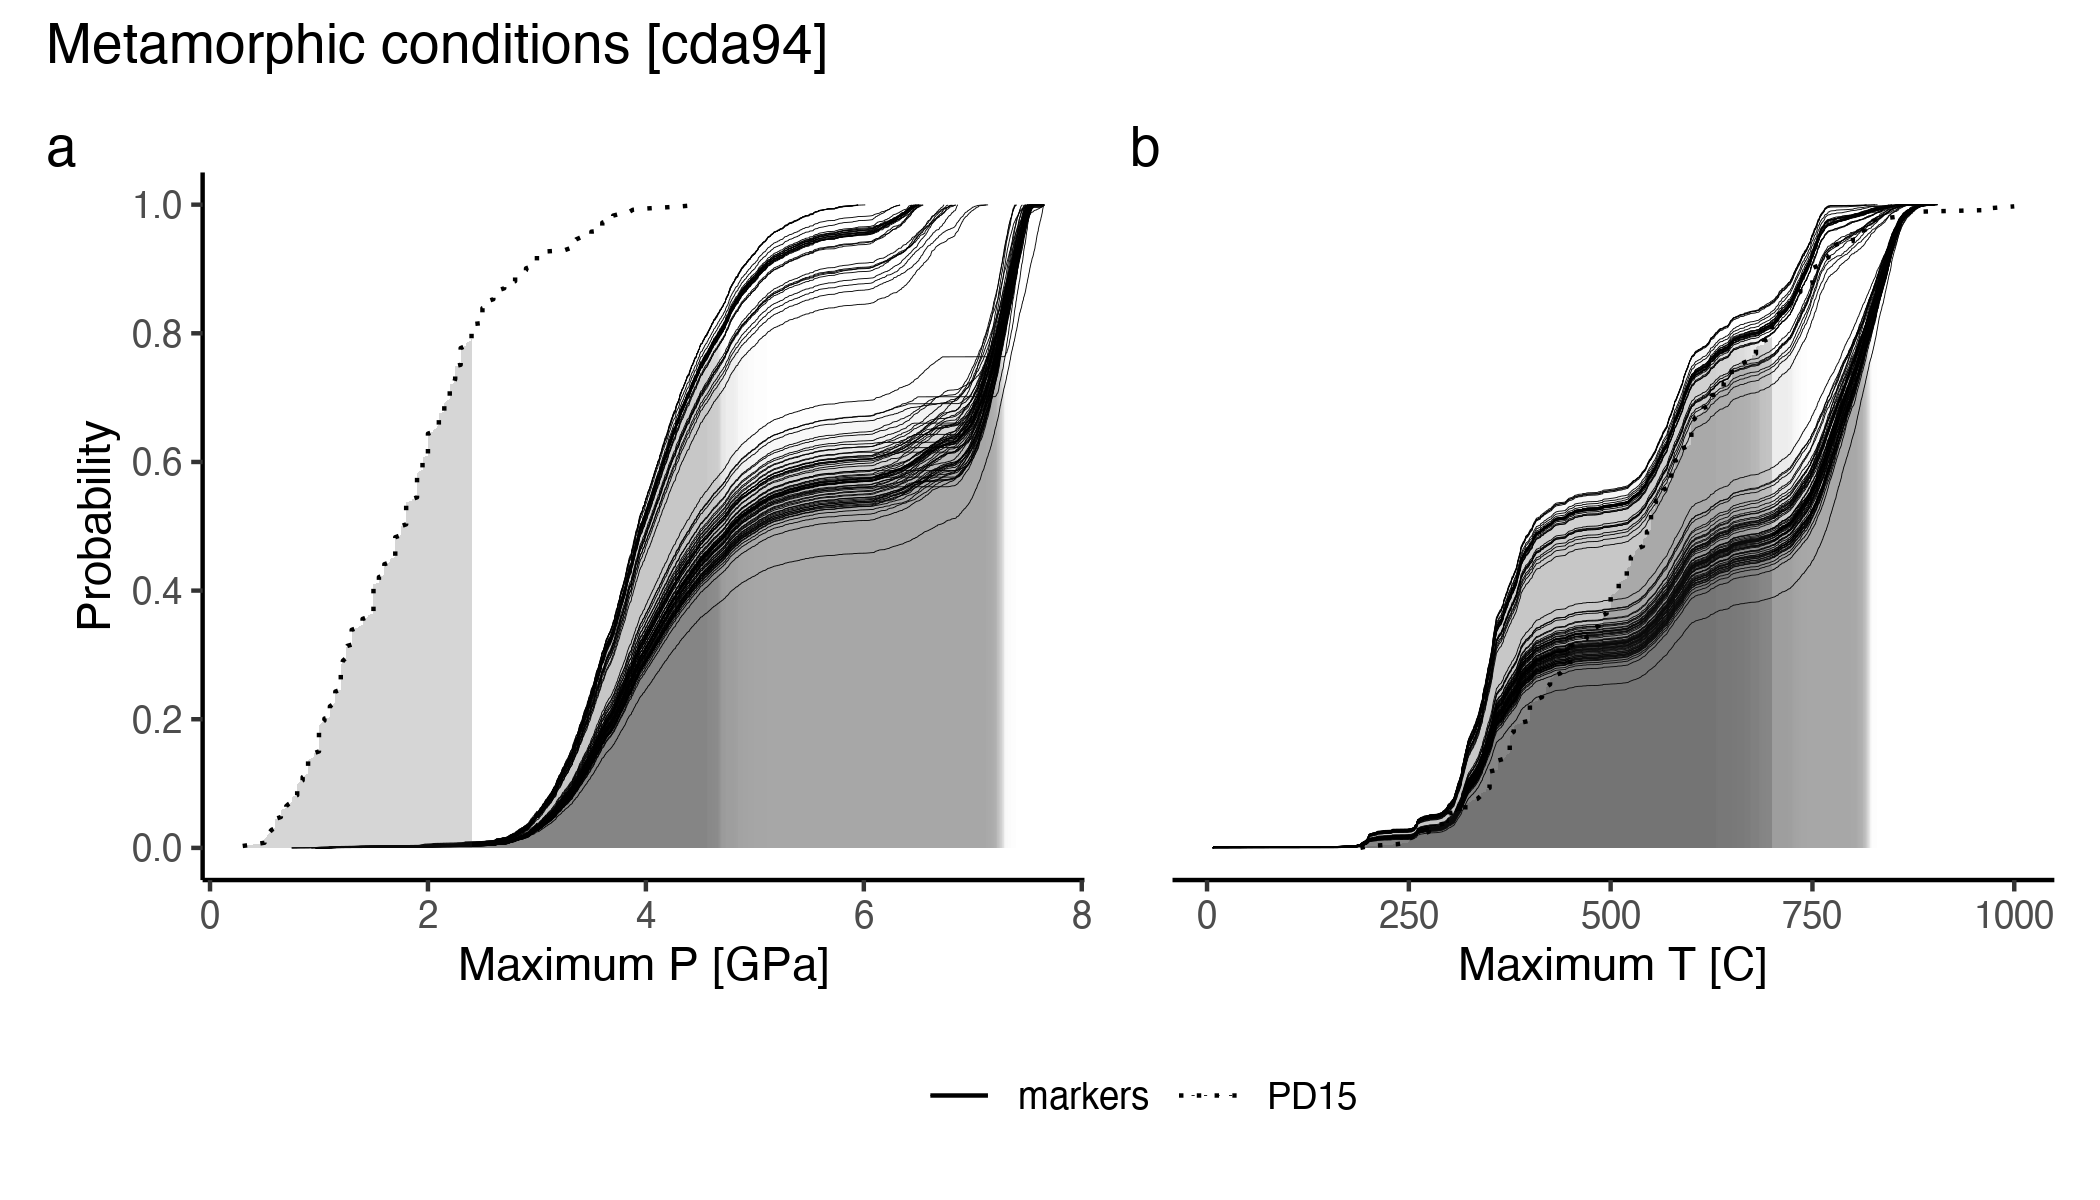 Metamorphic conditions [cda94]
a
b
Probability
1.0
0.8
0.6
0.4
0.2
0.0
0 2 4 6 8
0 250 500 750 1000
Maximum P [GPa]
Maximum T [C]
markers PD15